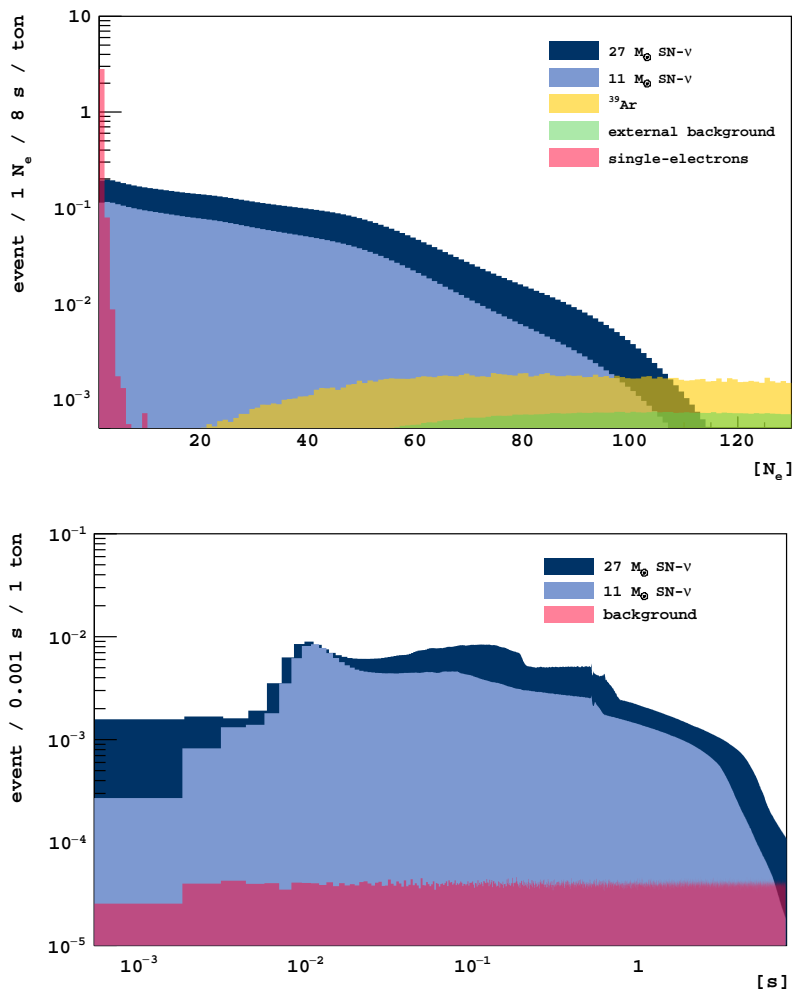 event / 1 Nₑ / 8 s / ton
10
1
10⁻¹
10⁻²
10⁻³
27 M☉ SN-ν
11 M☉ SN-ν
³⁹Ar
external background
single-electrons
20 40 60 80 100 120
[Nₑ]
event / 0.001 s / 1 ton
10⁻¹
10⁻²
10⁻³
10⁻⁴
10⁻⁵
27 M☉ SN-ν
11 M☉ SN-ν
background
10⁻³ 10⁻² 10⁻¹ 1
[s]